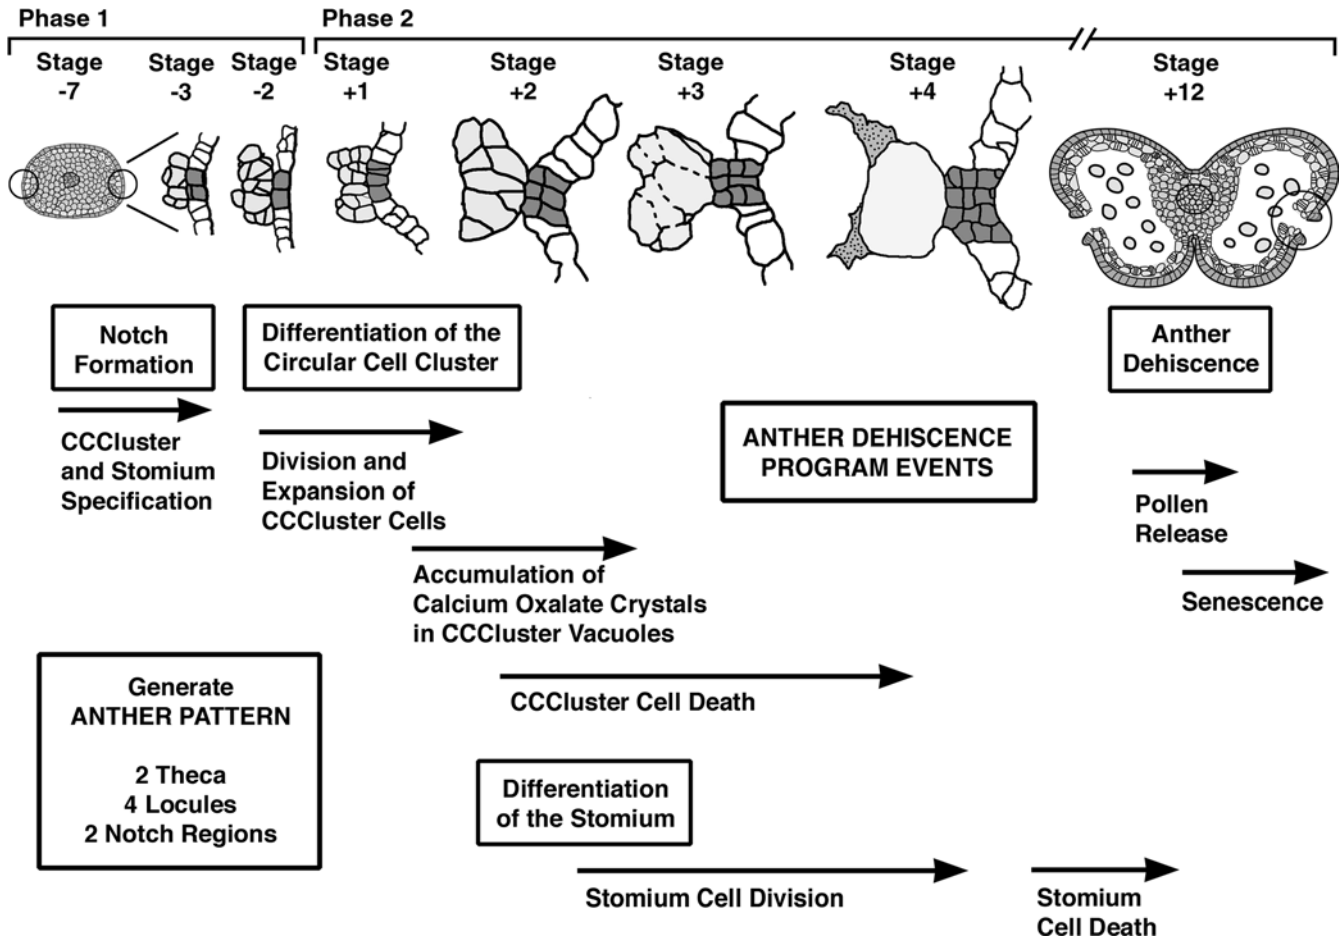 Phase 1
Phase 2
Stage
-7
Stage
-3
Stage
-2
Stage
+1
Stage
+2
Stage
+3
Stage
+4
Stage
+12
Notch
Formation
Differentiation of the
Circular Cell Cluster
Anther
Dehiscence
CCCluster
and Stomium
Specification
Division and
Expansion of
CCCluster Cells
ANTHER DEHISCENCE
PROGRAM EVENTS
Pollen
Release
Accumulation of
Calcium Oxalate Crystals
in CCCluster Vacuoles
Senescence
Generate
ANTHER PATTERN
2 Theca
4 Locules
2 Notch Regions
CCCluster Cell Death
Differentiation
of the Stomium
Stomium Cell Division
Stomium
Cell Death